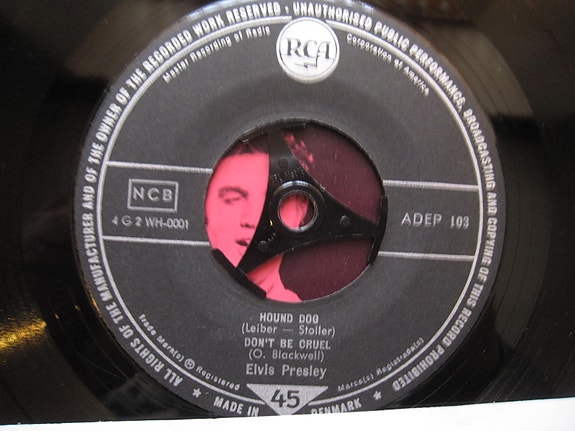 ALL RIGHTS OF THE MANUFACTURER AND OF THE OWNER OF THE RECORDED WORK RESERVED - UNAUTHORISED PUBLIC PERFORMANCE, BROADCASTING AND COPYING OF THIS RECORD PROHIBITED
Master Recording of Radio
RCA
Corporation of America
NCB
4 G 2 WH-0001
ADEP 103
HOUND DOG
(Leiber — Stoller)
DON'T BE CRUEL
(O. Blackwell)
Elvis Presley
Trade Mark(s) ® Registered
Marca(s) Registrada(s)
45
MADE IN DENMARK